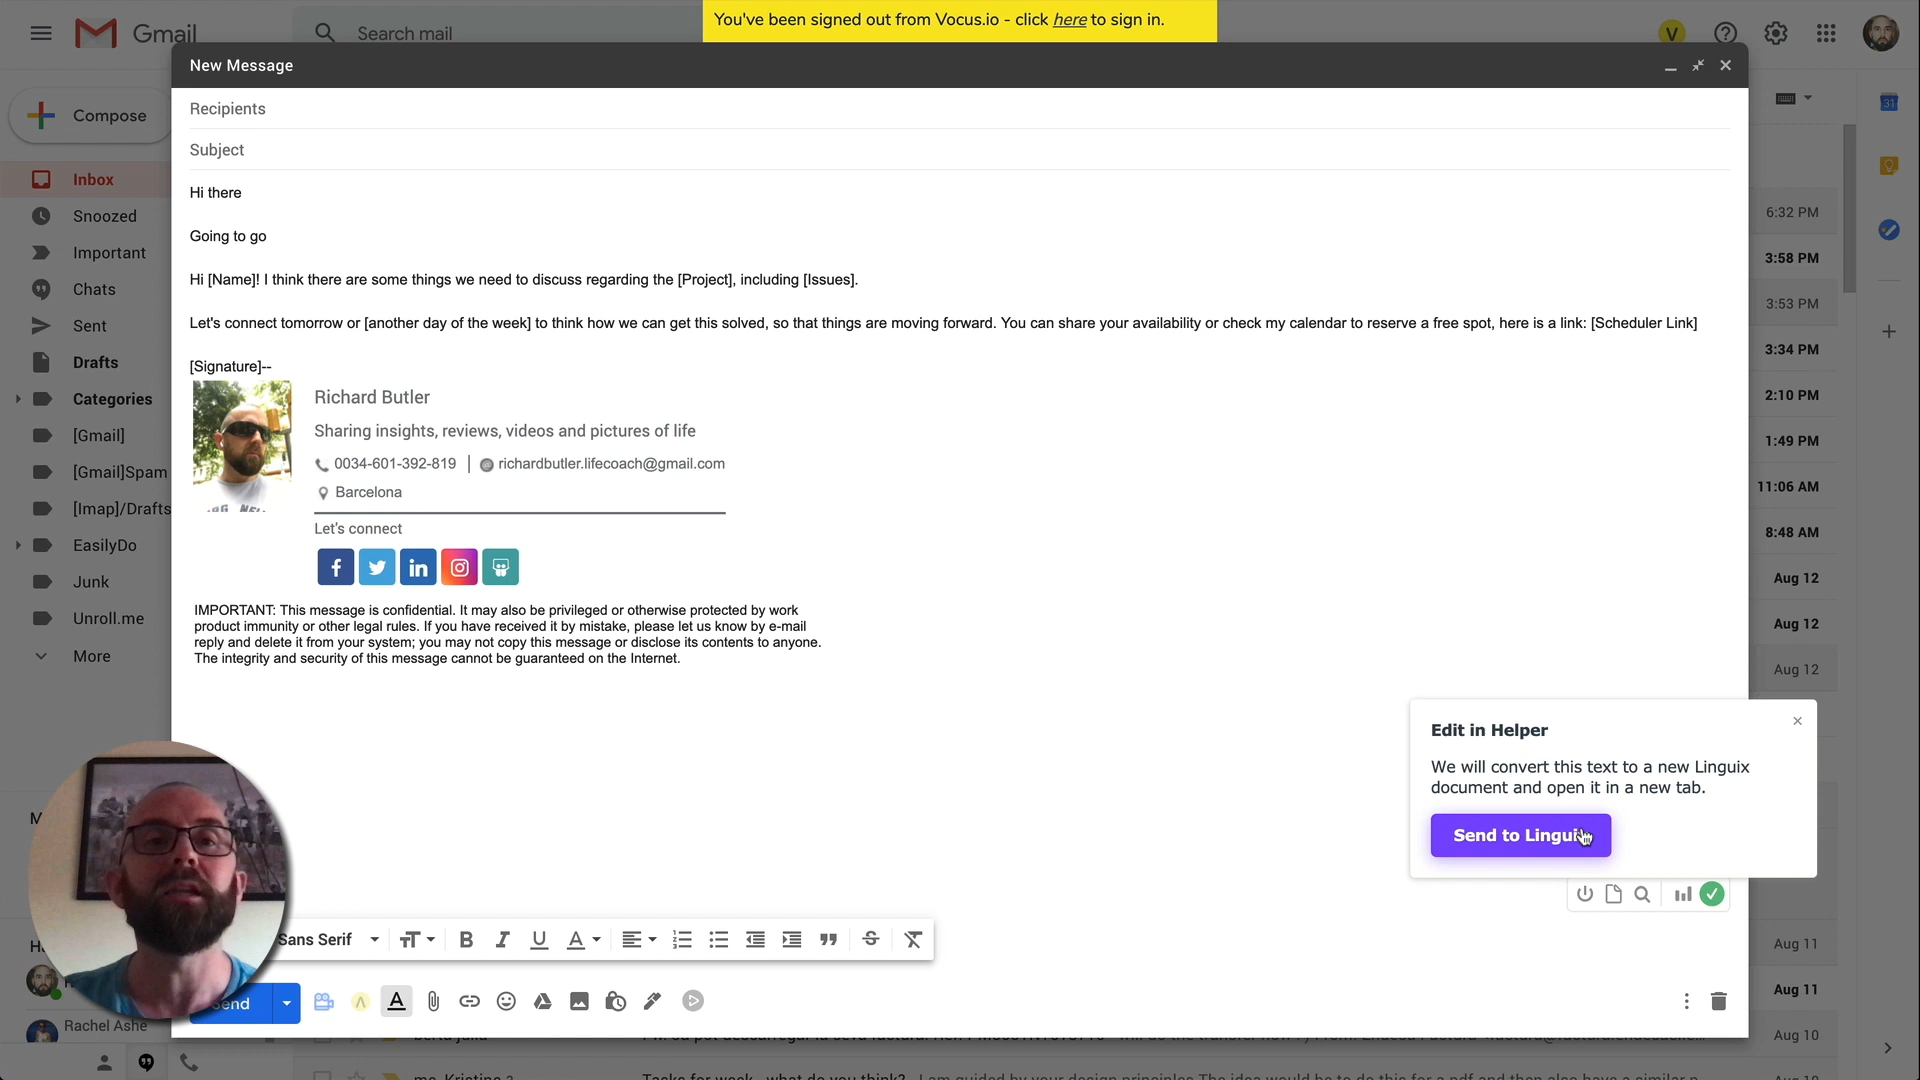 You've been signed out from Vocus.io - click here to sign in.
Gmail
Search mail
V
New Message
Compose
Recipients
Subject
Inbox
Snoozed
Important
Chats
Sent
Drafts
Categories
[Gmail]
[Gmail]Spam
[Imap]/Drafts
EasilyDo
Junk
Unroll.me
More
Hi there
Going to go
Hi [Name]! I think there are some things we need to discuss regarding the [Project], including [Issues].
Let's connect tomorrow or [another day of the week] to think how we can get this solved, so that things are moving forward. You can share your availability or check my calendar to reserve a free spot, here is a link: [Scheduler Link]
[Signature]--
Richard Butler
Sharing insights, reviews, videos and pictures of life
0034-601-392-819 | richardbutler.lifecoach@gmail.com
Barcelona
Let's connect
IMPORTANT: This message is confidential. It may also be privileged or otherwise protected by work
product immunity or other legal rules. If you have received it by mistake, please let us know by e-mail
reply and delete it from your system; you may not copy this message or disclose its contents to anyone.
The integrity and security of this message cannot be guaranteed on the Internet.
31
6:32 PM
3:58 PM
3:53 PM
3:34 PM
2:10 PM
1:49 PM
11:06 AM
8:48 AM
Aug 12
Aug 12
Aug 12
Edit in Helper
We will convert this text to a new Linguix
document and open it in a new tab.
Send to Linguix
Sans Serif
Send
Rachel Ashe
Aug 11
Aug 11
Aug 10
me, Kristine 2
Tasks for week - what do you think?